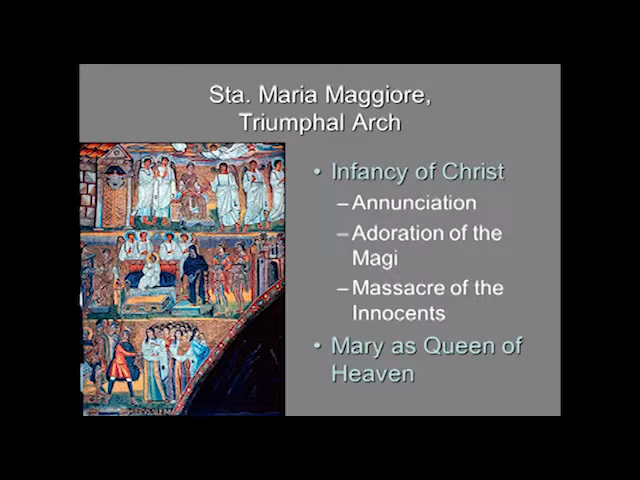 Sta. Maria Maggiore,
Triumphal Arch
• Infancy of Christ
– Annunciation
– Adoration of the
Magi
– Massacre of the
Innocents
• Mary as Queen of
Heaven